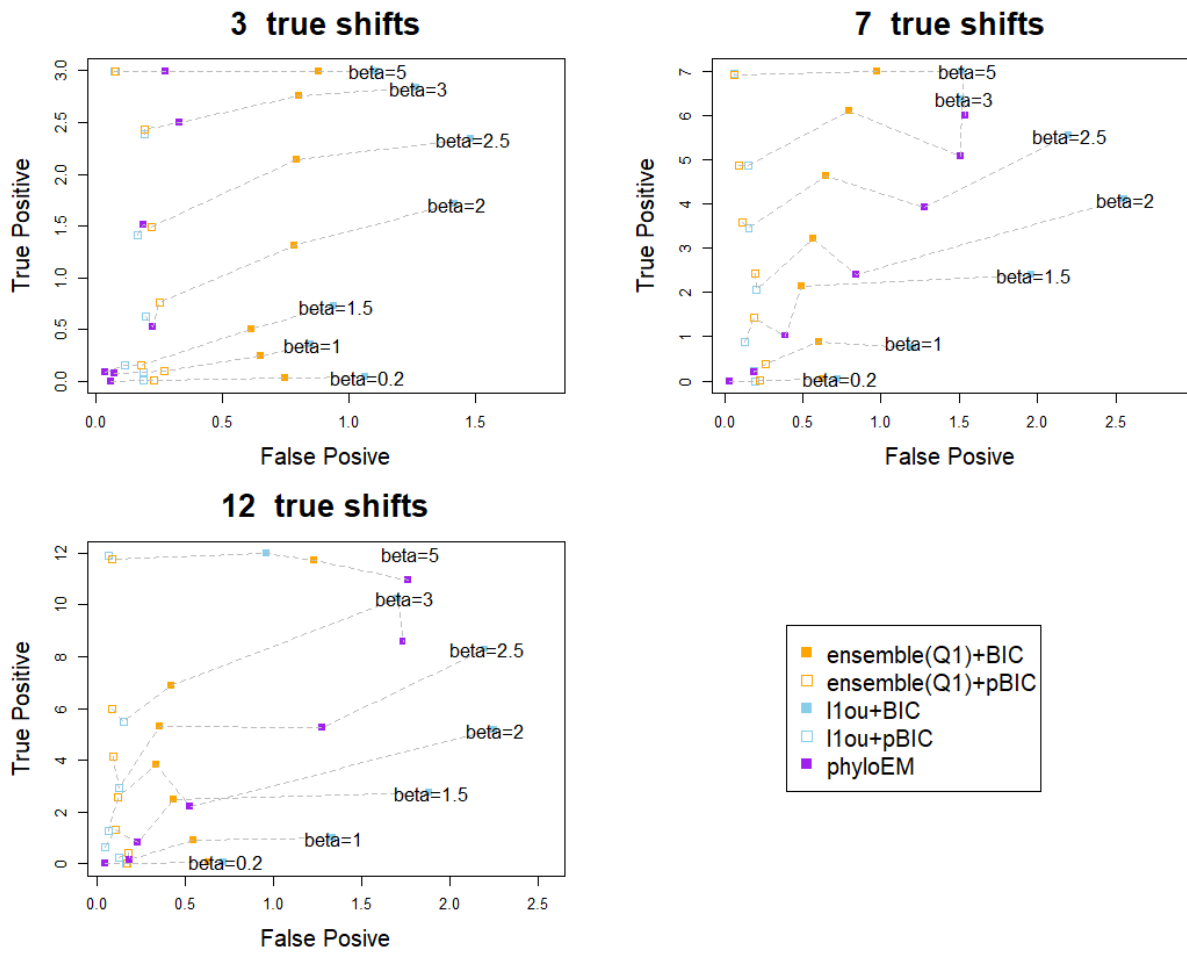 3 true shifts
True Positive
3.0
2.5
2.0
1.5
1.0
0.5
0.0
beta=5
beta=3
beta=2.5
beta=2
beta=1.5
beta=1
beta=0.2
0.0 0.5 1.0 1.5
False Posive
7 true shifts
True Positive
7
6
5
4
3
2
1
0
beta=5
beta=3
beta=2.5
beta=2
beta=1.5
beta=1
beta=0.2
0.0 0.5 1.0 1.5 2.0 2.5
False Posive
12 true shifts
True Positive
12
10
8
6
4
2
0
beta=5
beta=3
beta=2.5
beta=2
beta=1.5
beta=1
beta=0.2
0.0 0.5 1.0 1.5 2.0 2.5
False Posive
ensemble(Q1)+BIC
ensemble(Q1)+pBIC
l1ou+BIC
l1ou+pBIC
phyloEM